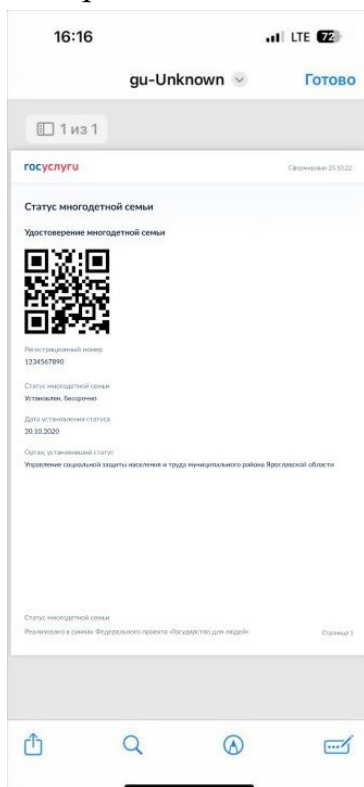 16:16
LTE 72
gu-Unknown
Готово
1 из 1
госуслуги
Сформирован 25.10.22
Статус многодетной семьи
Удостоверение многодетной семьи
Регистрационный номер
1234567890
Статус многодетной семьи
Установлен, бессрочно
Дата установления статуса
20.10.2020
Орган, установивший статус
Управление социальной защиты населения и труда муниципального района Ярославской области
Статус многодетной семьи
Реализовано в рамках Федерального проекта «Государство для людей»
Страница 1